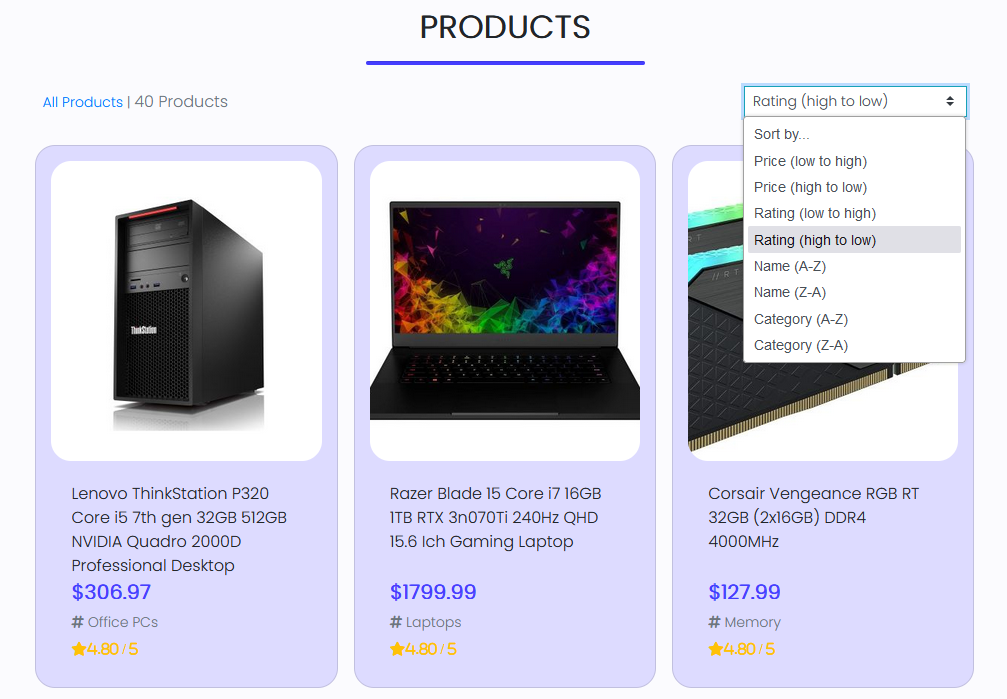 PRODUCTS
All Products | 40 Products
Rating (high to low)
Sort by...
Price (low to high)
Price (high to low)
Rating (low to high)
Rating (high to low)
Name (A-Z)
Name (Z-A)
Category (A-Z)
Category (Z-A)
ThinkStation
Lenovo ThinkStation P320
Core i5 7th gen 32GB 512GB
NVIDIA Quadro 2000D
Professional Desktop
$306.97
# Office PCs
4.80 / 5
Razer Blade 15 Core i7 16GB
1TB RTX 3n070Ti 240Hz QHD
15.6 Ich Gaming Laptop
$1799.99
# Laptops
4.80 / 5
Corsair Vengeance RGB RT
32GB (2x16GB) DDR4
4000MHz
$127.99
# Memory
4.80 / 5